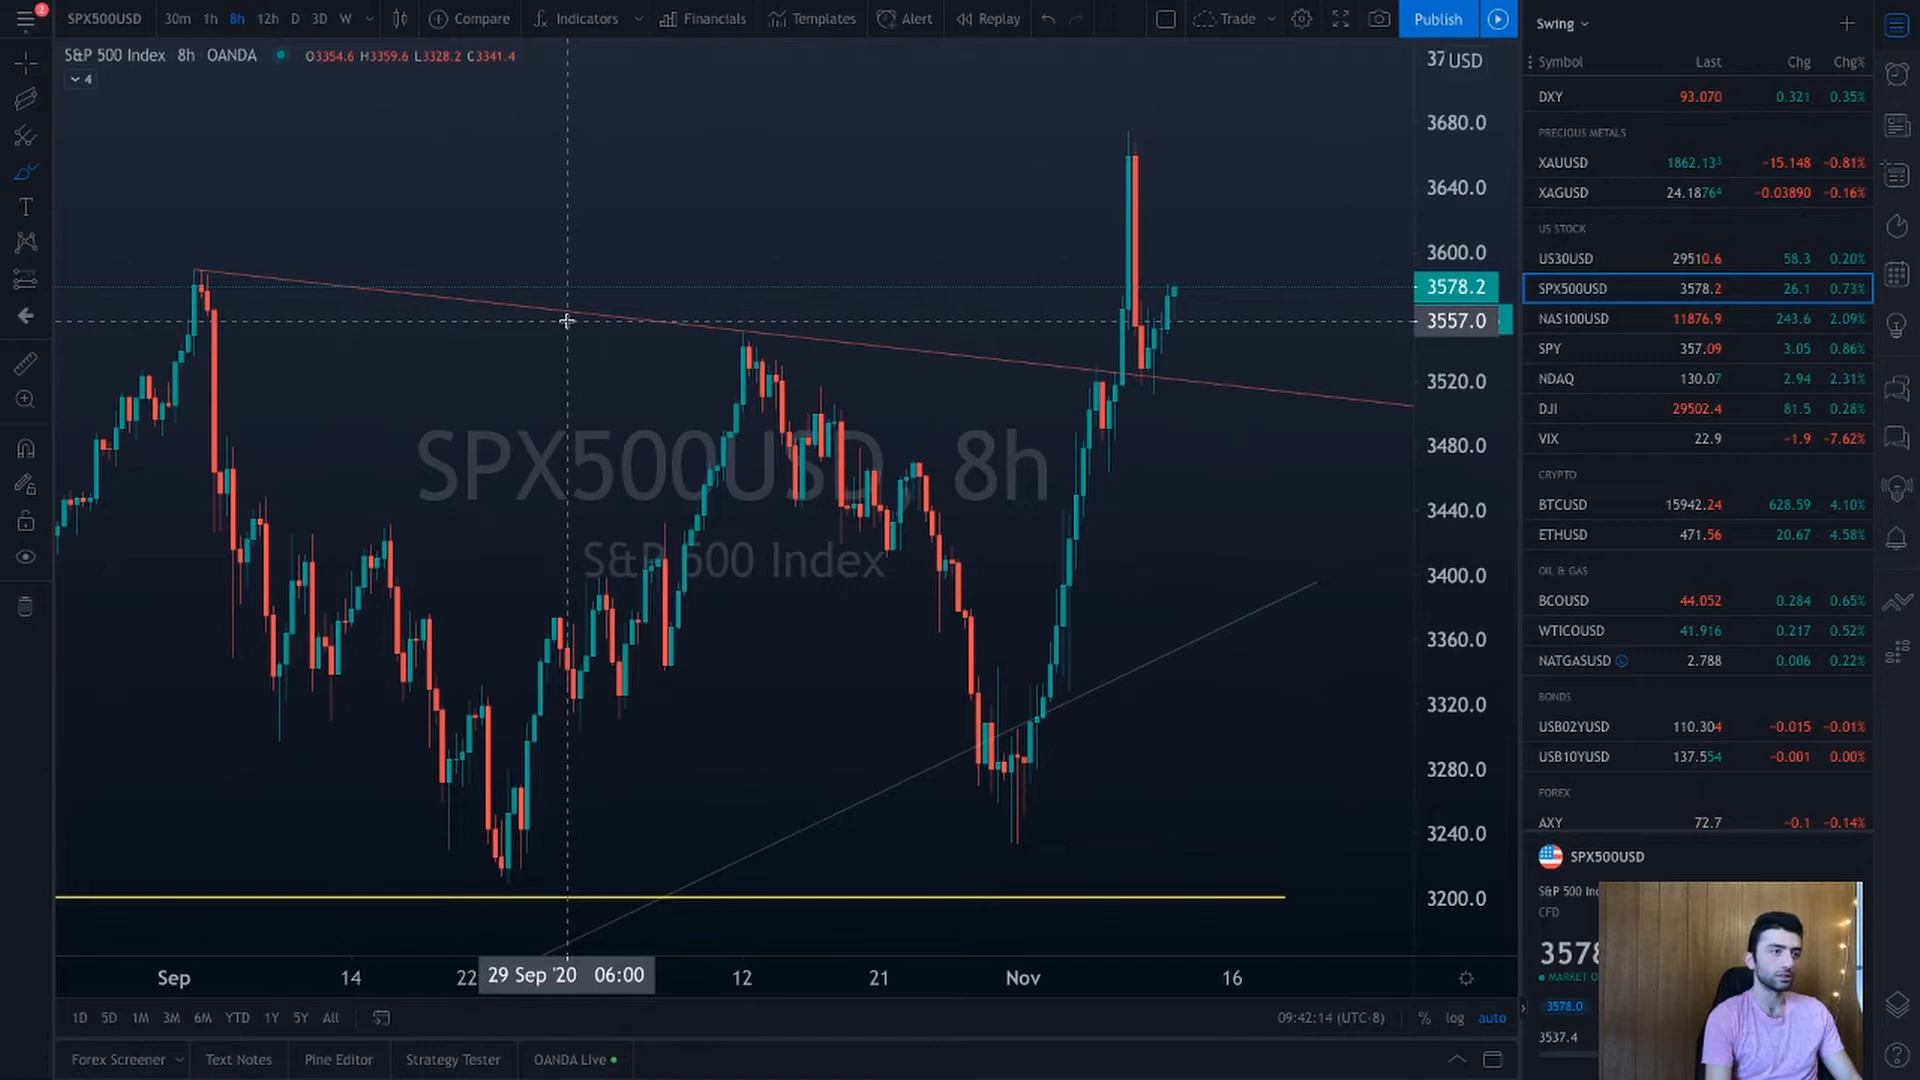 2
SPX500USD 30m 1h 8h 12h D 3D W Compare Indicators Financials Templates Alert Replay Trade Publish
S&P 500 Index 8h OANDA O3354.6 H3359.6 L3328.2 C3341.4
4
37 USD
3680.0
3640.0
3600.0
3578.2
3557.0
3520.0
3480.0
3440.0
3400.0
3360.0
3320.0
3280.0
3240.0
3200.0
SPX500USD, 8h
S&P 500 Index
Sep 14 22 29 Sep '20 06:00 12 21 Nov 16
1D 5D 1M 3M 6M YTD 1Y 5Y All 09:42:14 (UTC-8) % log auto
Forex Screener Text Notes Pine Editor Strategy Tester OANDA Live
Swing
Symbol Last Chg Chg%
DXY 93.070 0.321 0.35%
PRECIOUS METALS
XAUUSD 1862.133 −15.148 −0.81%
XAGUSD 24.18764 −0.03890 −0.16%
US STOCK
US30USD 29510.6 58.3 0.20%
SPX500USD 3578.2 26.1 0.73%
NAS100USD 11876.9 243.6 2.09%
SPY 357.09 3.05 0.86%
NDAQ 130.07 2.94 2.31%
DJI 29502.4 81.5 0.28%
VIX 22.9 −1.9 −7.62%
CRYPTO
BTCUSD 15942.24 628.59 4.10%
ETHUSD 471.56 20.67 4.58%
OIL & GAS
BCOUSD 44.052 0.284 0.65%
WTICOUSD 41.916 0.217 0.52%
NATGASUSD 2.788 0.006 0.22%
BONDS
USB02YUSD 110.304 −0.015 −0.01%
USB10YUSD 137.554 −0.001 0.00%
FOREX
AXY 72.7 −0.1 −0.14%
SPX500USD
S&P 500
CFD
3578
MARKET
3578.0
3537.4